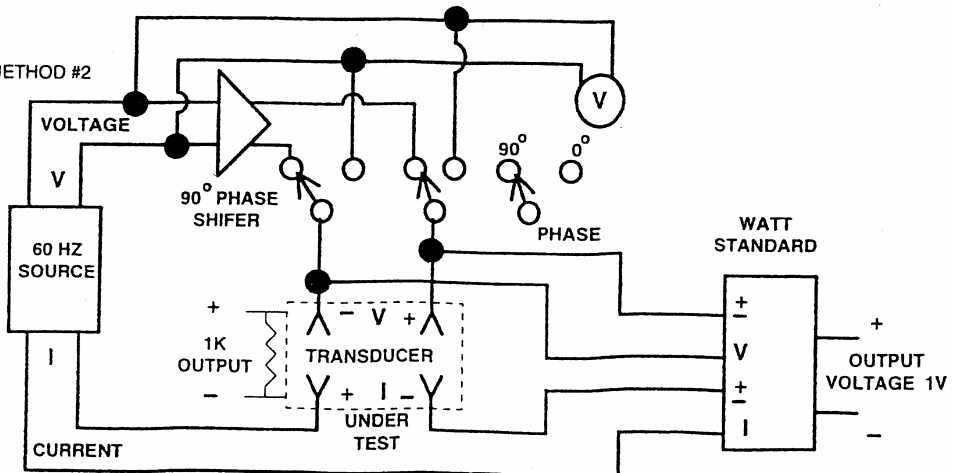 METHOD #2
VOLTAGE
V
V
90° PHASE
SHIFER
90°
0°
PHASE
WATT
STANDARD
60 HZ
SOURCE
+
1K
OUTPUT
−
− V +
TRANSDUCER
+ I −
UNDER
TEST
I
CURRENT
±
V
±
I
+
OUTPUT
VOLTAGE 1V
−